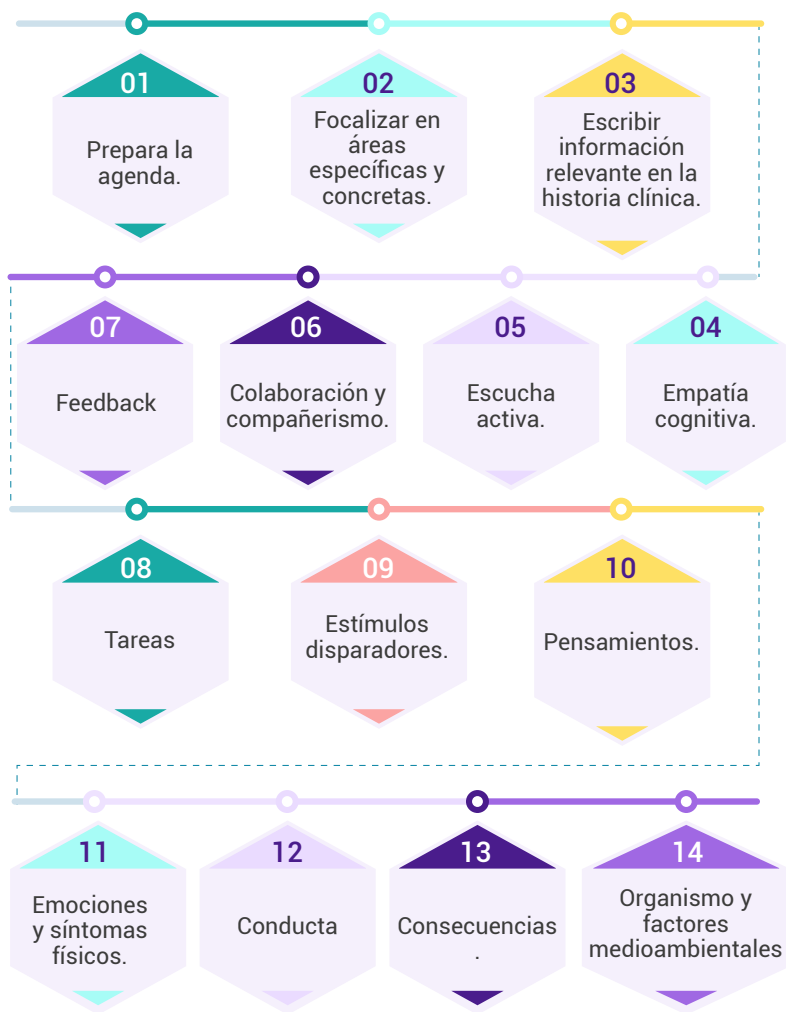 01
Prepara la
agenda.
02
Focalizar en
áreas
específicas y
concretas.
03
Escribir
información
relevante en la
historia clínica.
07
Feedback
06
Colaboración y
compañerismo.
05
Escucha
activa.
04
Empatía
cognitiva.
08
Tareas
09
Estímulos
disparadores.
10
Pensamientos.
11
Emociones
y síntomas
físicos.
12
Conducta
13
Consecuencias
.
14
Organismo y
factores
medioambientales